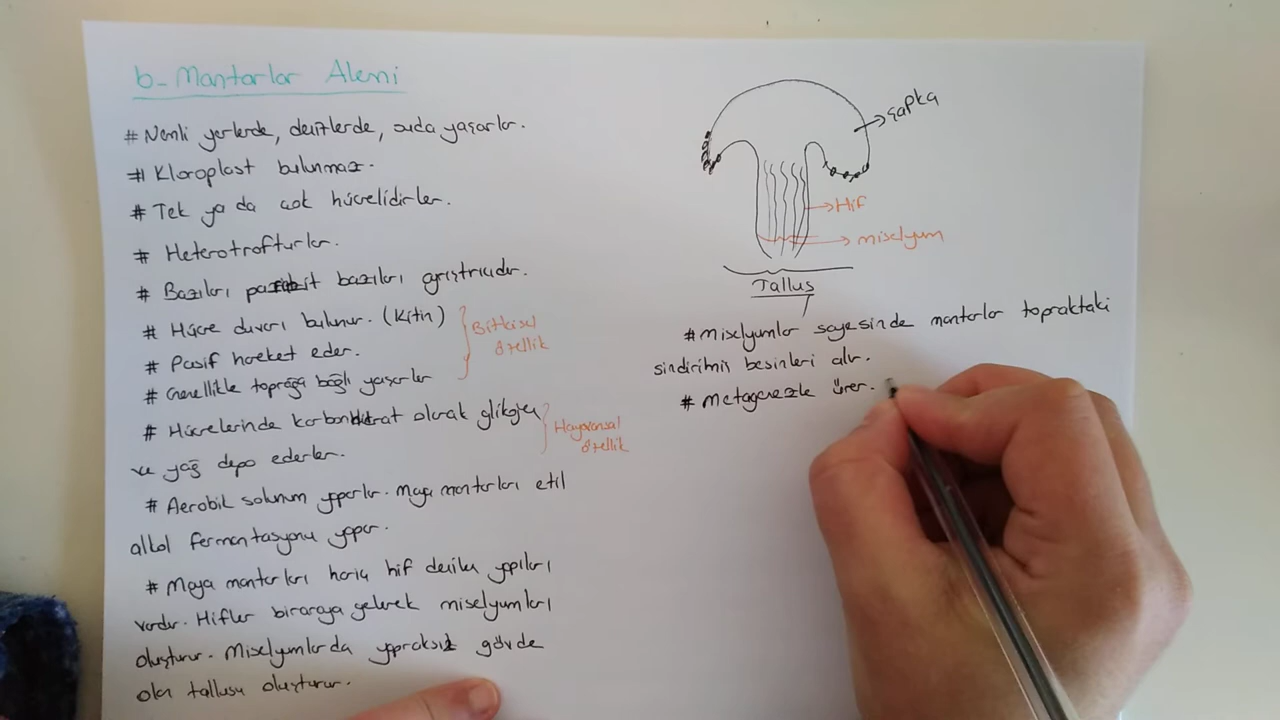 b- Mantarlar Alemi
# Nemli yerlerde, derilerde, suda yaşarlar.
# Kloroplast bulunmaz.
# Tek ya da çok hücrelidirler.
# Heterotrofturlar.
# Bazıları parazit bazıları ayrıştırıcıdır.
# Hücre duvarı bulunur. (Kitin)
# Pasif hareket eder.
# Genellikle toprağa bağlı yaşarlar
Bitkisel
özellik
# Hücrelerinde karbonhidrat olarak glikojen
ve yağ depo ederler.
Hayvansal
özellik
# Aerobik solunum yaparlar. Maya mantarları etil
alkol fermantasyonu yapar.
# Maya mantarları hariç hif denilen yapıları
vardır. Hifler biraraya gelerek miselyumları
oluşturur. Miselyumlarda yapraksız gövde
olan tallusu oluşturur.
şapka
Hif
miselyum
Tallus
# Miselyumlar sayesinde mantarlar topraktaki
sindirilmiş besinleri alır.
# Metagenezle ürer.